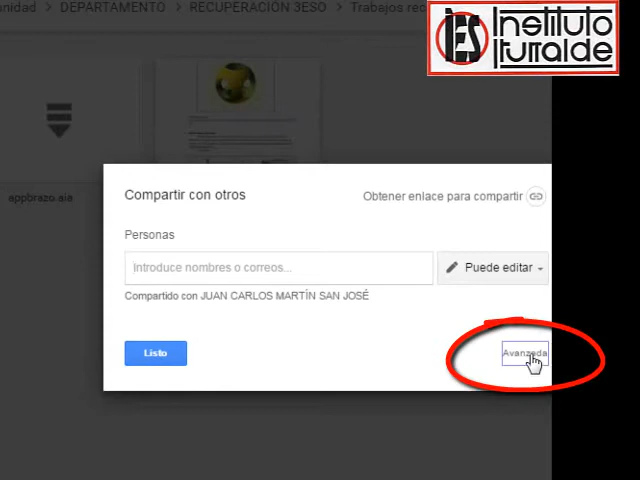 nidad > DEPARTAMENTO > RECUPERACIÓN 3ESO > Trabajos rec
IES Instituto
Iturralde
appbrazo.aia
Compartir con otros
Obtener enlace para compartir
Personas
Introduce nombres o correos...
Puede editar
Compartido con JUAN CARLOS MARTÍN SAN JOSÉ
Listo
Avanzada